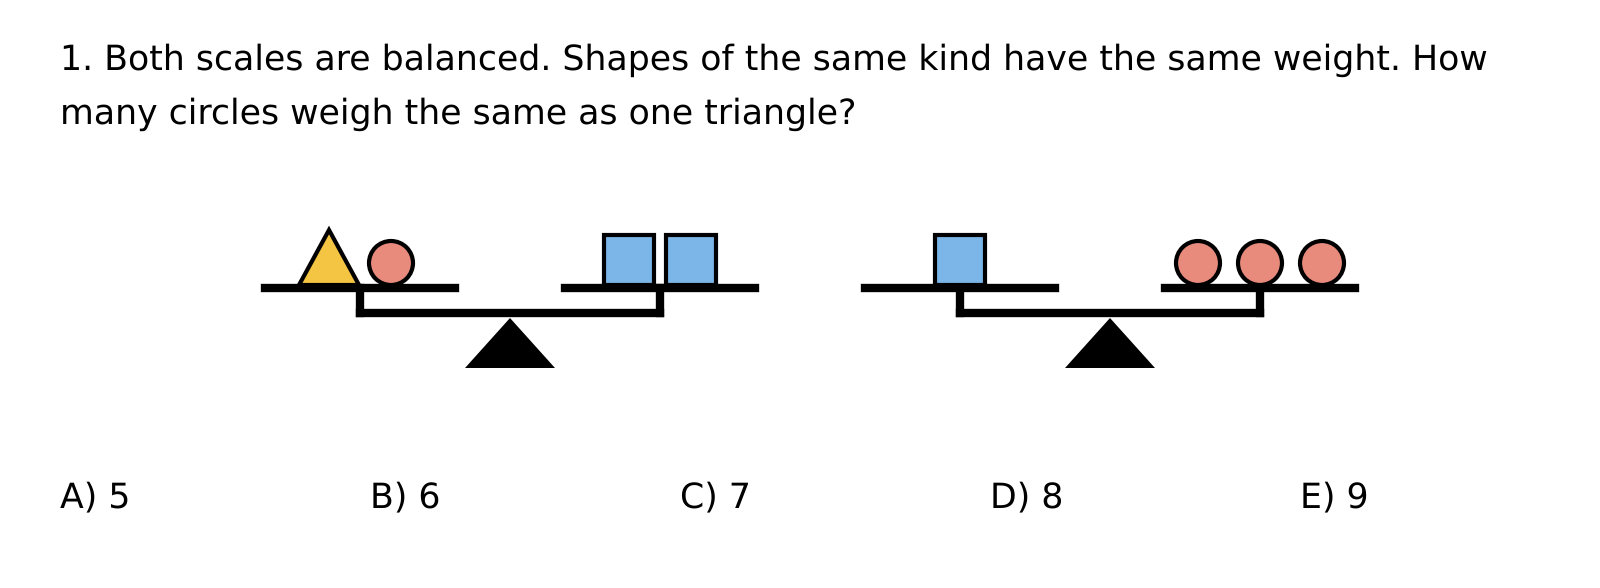 1. Both scales are balanced. Shapes of the same kind have the same weight. How
many circles weigh the same as one triangle?
A) 5 B) 6 C) 7 D) 8 E) 9